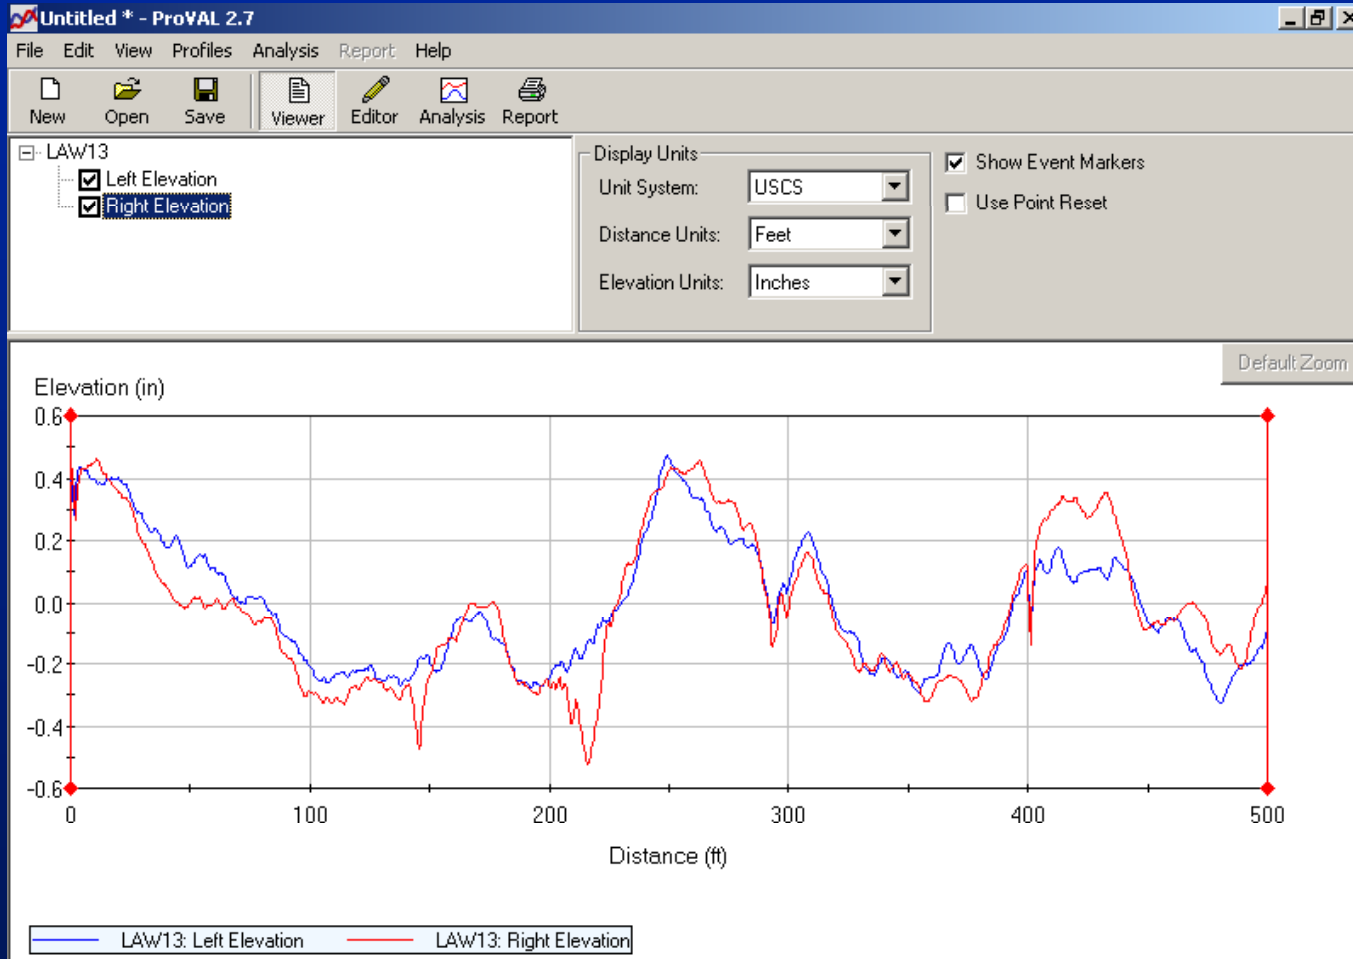 Untitled * - ProVAL 2.7
File Edit View Profiles Analysis Report Help
New Open Save Viewer Editor Analysis Report
LAW13
Left Elevation
Right Elevation
Display Units
Unit System: USCS
Distance Units: Feet
Elevation Units: Inches
Show Event Markers
Use Point Reset
Default Zoom
Elevation (in)
0.6
0.4
0.2
0.0
-0.2
-0.4
-0.6
0 100 200 300 400 500
Distance (ft)
LAW13: Left Elevation LAW13: Right Elevation